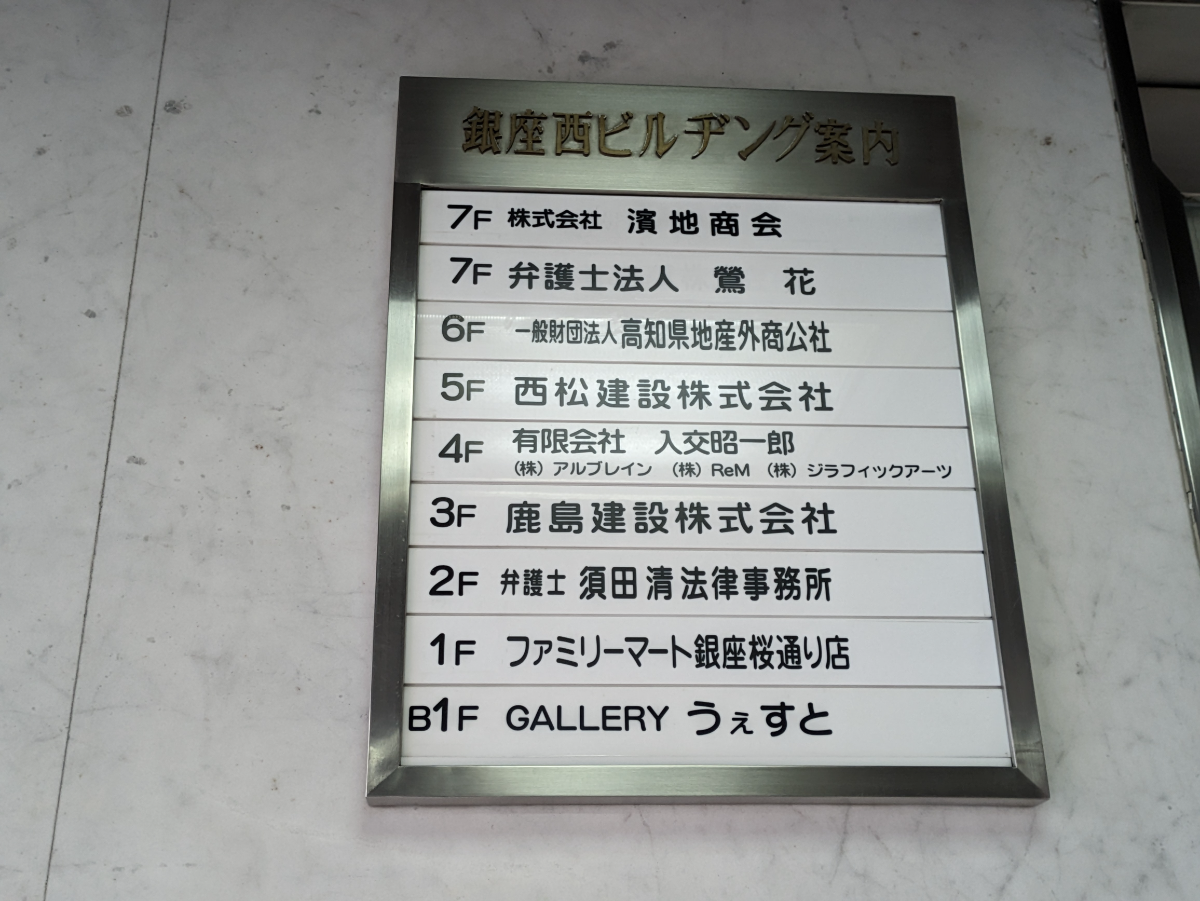 銀座西ビルヂング案内
7F 株式会社 濱地商会
7F 弁護士法人 鶯 花
6F 一般財団法人 高知県地産外商公社
5F 西松建設株式会社
4F 有限会社 入交昭一郎
(株) アルブレイン (株) ReM (株) ジラフィックアーツ
3F 鹿島建設株式会社
2F 弁護士 須田清法律事務所
1F ファミリーマート銀座桜通り店
B1F GALLERY うぇすと